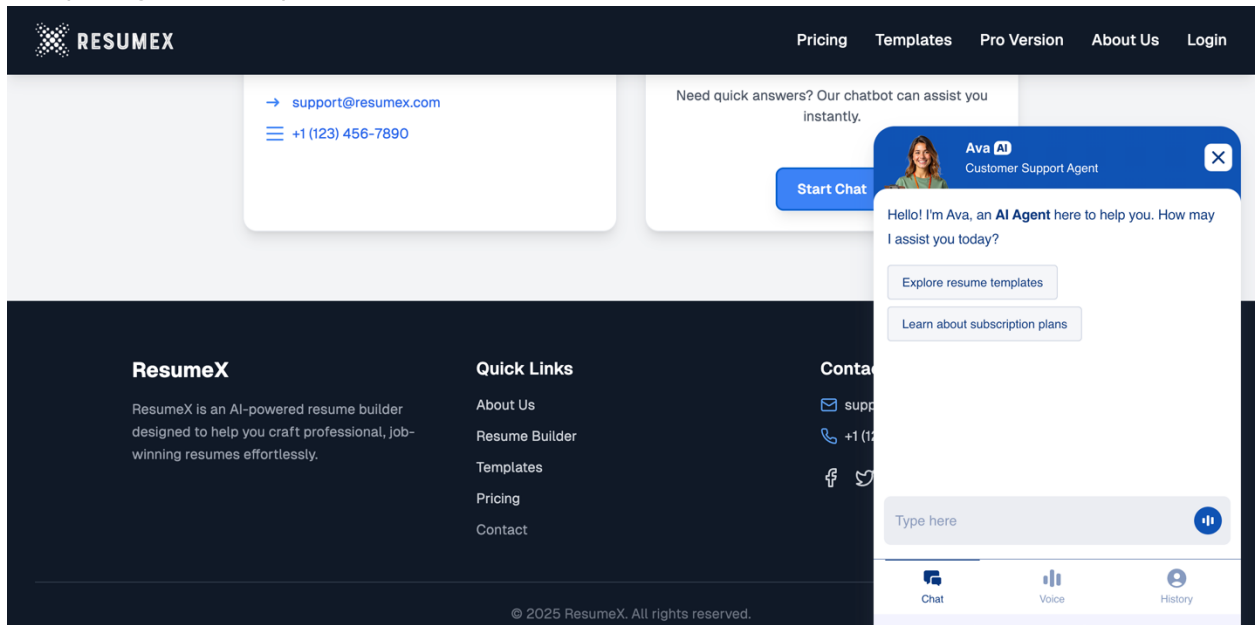 RESUMEX
Pricing Templates Pro Version About Us Login
support@resumex.com
+1 (123) 456-7890
Need quick answers? Our chatbot can assist you
instantly.
Start Chat
Ava AI
Customer Support Agent
Hello! I'm Ava, an AI Agent here to help you. How may
I assist you today?
Explore resume templates
Learn about subscription plans
Type here
Chat Voice History
ResumeX
ResumeX is an AI-powered resume builder
designed to help you craft professional, job-
winning resumes effortlessly.
Quick Links
About Us
Resume Builder
Templates
Pricing
Contact
Conta
supp
+1 (12
© 2025 ResumeX. All rights reserved.